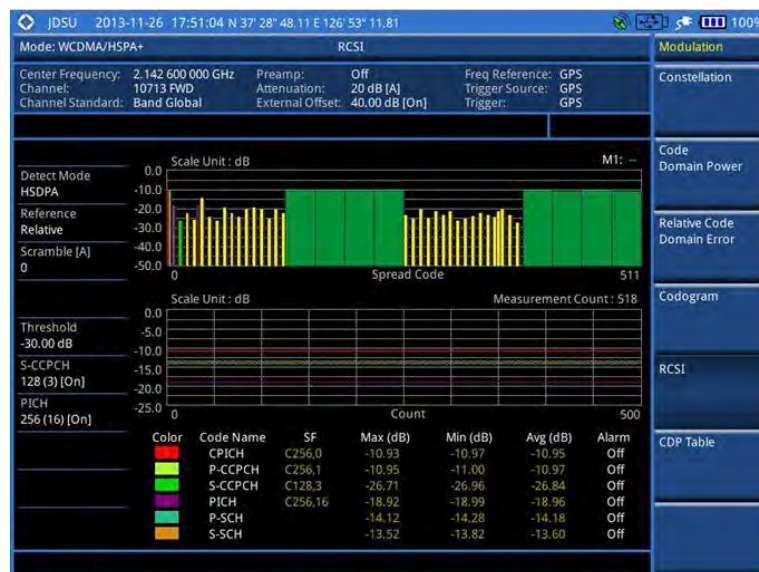 JDSU 2013-11-26 17:51:04 N 37' 28" 48.11 E 126' 53" 11.81 100%
Mode: WCDMA/HSPA+ RCSI Modulation
Center Frequency: 2.142 600 000 GHz Preamp: Off Freq Reference: GPS
Channel: 10713 FWD Attenuation: 20 dB [A] Trigger Source: GPS
Channel Standard: Band Global External Offset: 40.00 dB [On] Trigger: GPS
Constellation
Code
Domain Power
Relative Code
Domain Error
Codogram
RCSI
CDP Table
Detect Mode
HSDPA
Reference
Relative
Scramble [A]
0
Threshold
-30.00 dB
S-CCPCH
128 (3) [On]
PICH
256 (16) [On]
Scale Unit : dB M1: --
0.0
-10.0
-20.0
-30.0
-40.0
-50.0
0 Spread Code 511
Scale Unit : dB Measurement Count : 518
0.0
-5.0
-10.0
-15.0
-20.0
-25.0
0 Count 500
Color Code Name SF Max (dB) Min (dB) Avg (dB) Alarm
CPICH C256,0 -10.93 -10.97 -10.95 Off
P-CCPCH C256,1 -10.95 -11.00 -10.97 Off
S-CCPCH C128,3 -26.71 -26.96 -26.84 Off
PICH C256,16 -18.92 -18.99 -18.96 Off
P-SCH -14.12 -14.28 -14.18 Off
S-SCH -13.52 -13.82 -13.60 Off